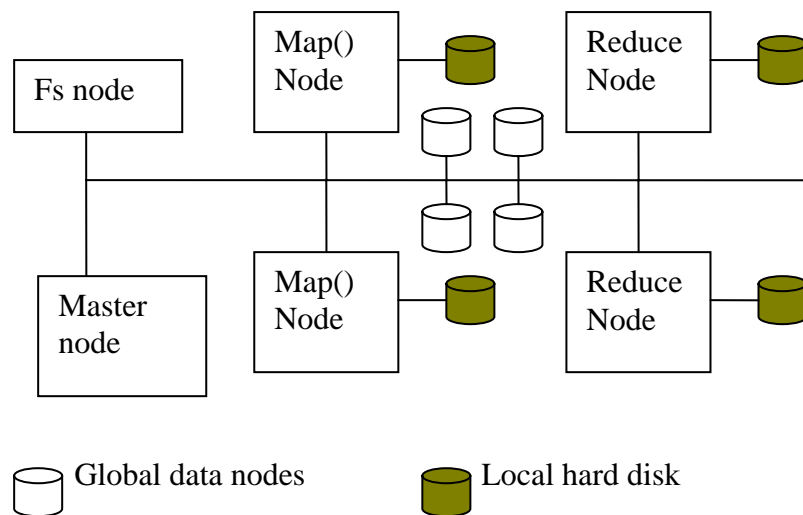 Fs node
Map()
Node
Reduce
Node
Master
node
Map()
Node
Reduce
Node
Global data nodes
Local hard disk